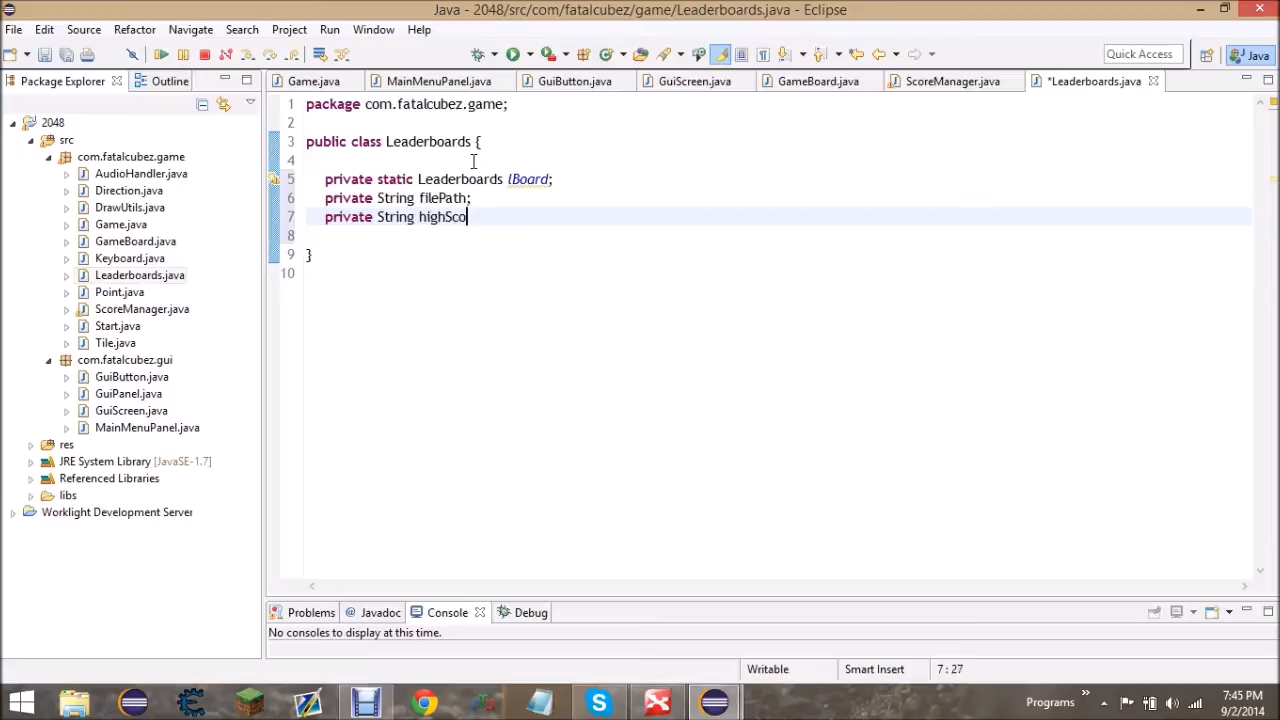 Java - 2048/src/com/fatalcubez/game/Leaderboards.java - Eclipse
File Edit Source Refactor Navigate Search Project Run Window Help
Quick Access Java
Package Explorer Outline Game.java MainMenuPanel.java GuiButton.java GuiScreen.java GameBoard.java ScoreManager.java *Leaderboards.java
2048
src
com.fatalcubez.game
AudioHandler.java
Direction.java
DrawUtils.java
Game.java
GameBoard.java
Keyboard.java
Leaderboards.java
Point.java
ScoreManager.java
Start.java
Tile.java
com.fatalcubez.gui
GuiButton.java
GuiPanel.java
GuiScreen.java
MainMenuPanel.java
res
JRE System Library [JavaSE-1.7]
Referenced Libraries
libs
Worklight Development Server
1 package com.fatalcubez.game;
2
3 public class Leaderboards {
4
5 private static Leaderboards lBoard;
6 private String filePath;
7 private String highSco
8
9 }
10
Problems @ Javadoc Console Debug
No consoles to display at this time.
Writable Smart Insert 7 : 27
Programs 7:45 PM
9/2/2014